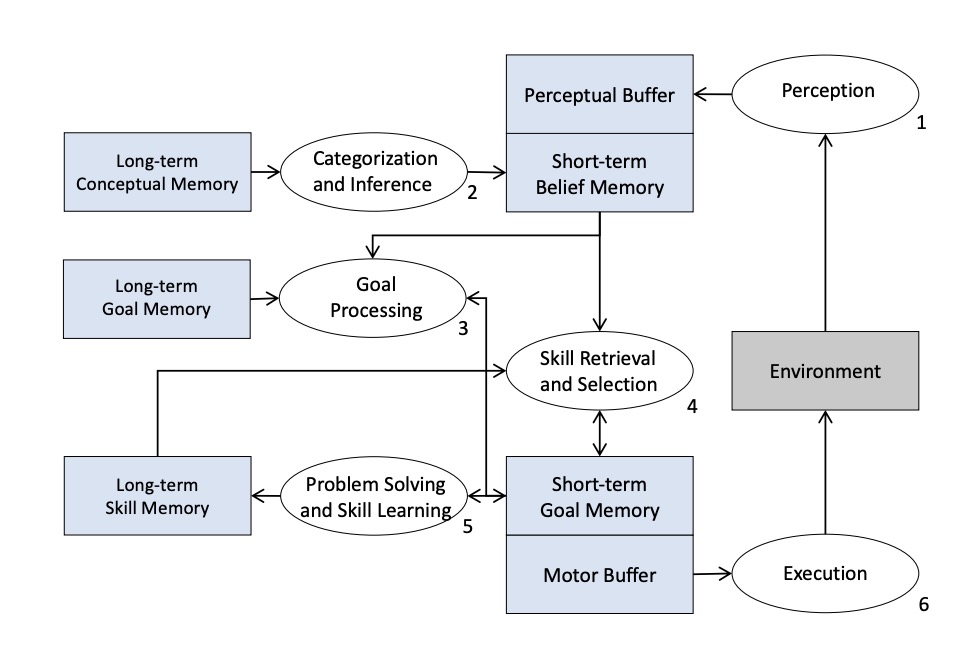 Perceptual Buffer
Perception
1
Long-term
Conceptual Memory
Categorization
and Inference
2
Short-term
Belief Memory
Long-term
Goal Memory
Goal
Processing
3
Skill Retrieval
and Selection
4
Environment
Long-term
Skill Memory
Problem Solving
and Skill Learning
5
Short-term
Goal Memory
Motor Buffer
Execution
6